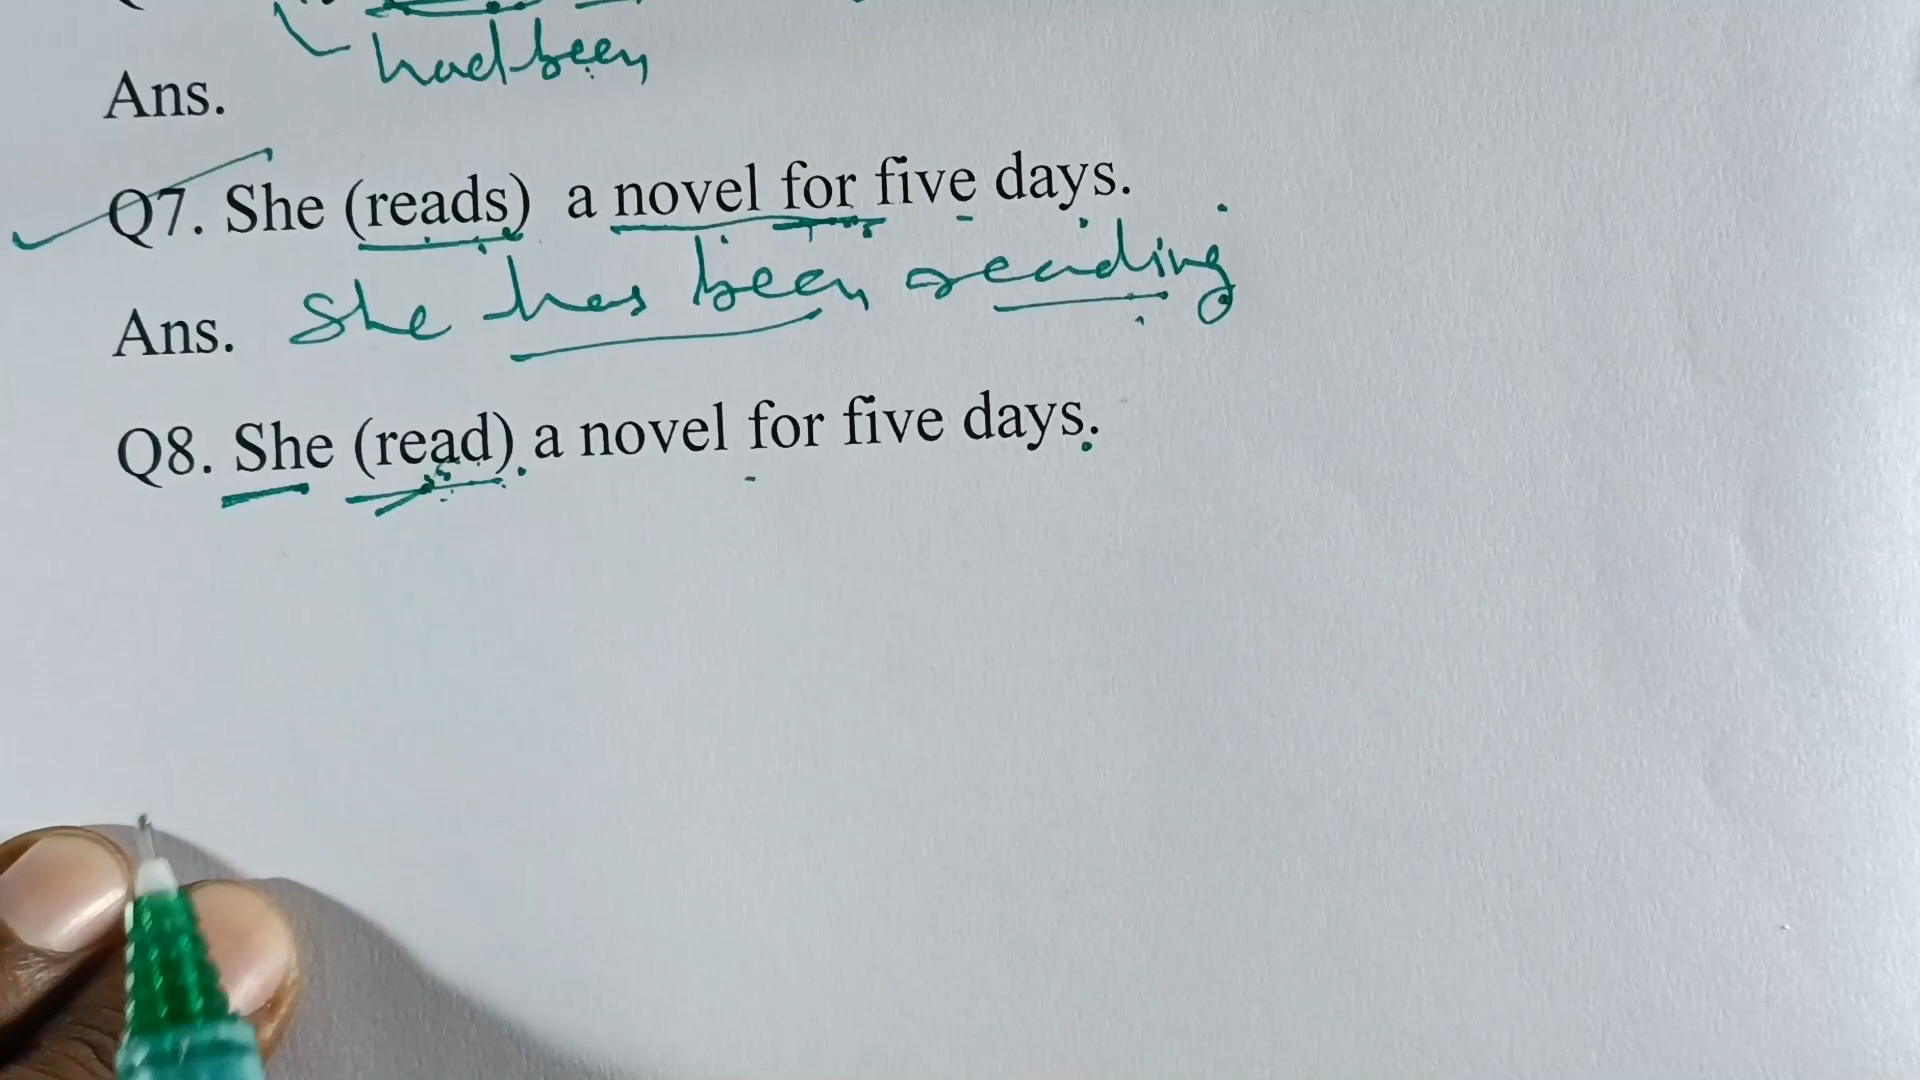 had been
Ans.
Q7. She (reads) a novel for five days.
Ans. She has been reading
Q8. She (read) a novel for five days.